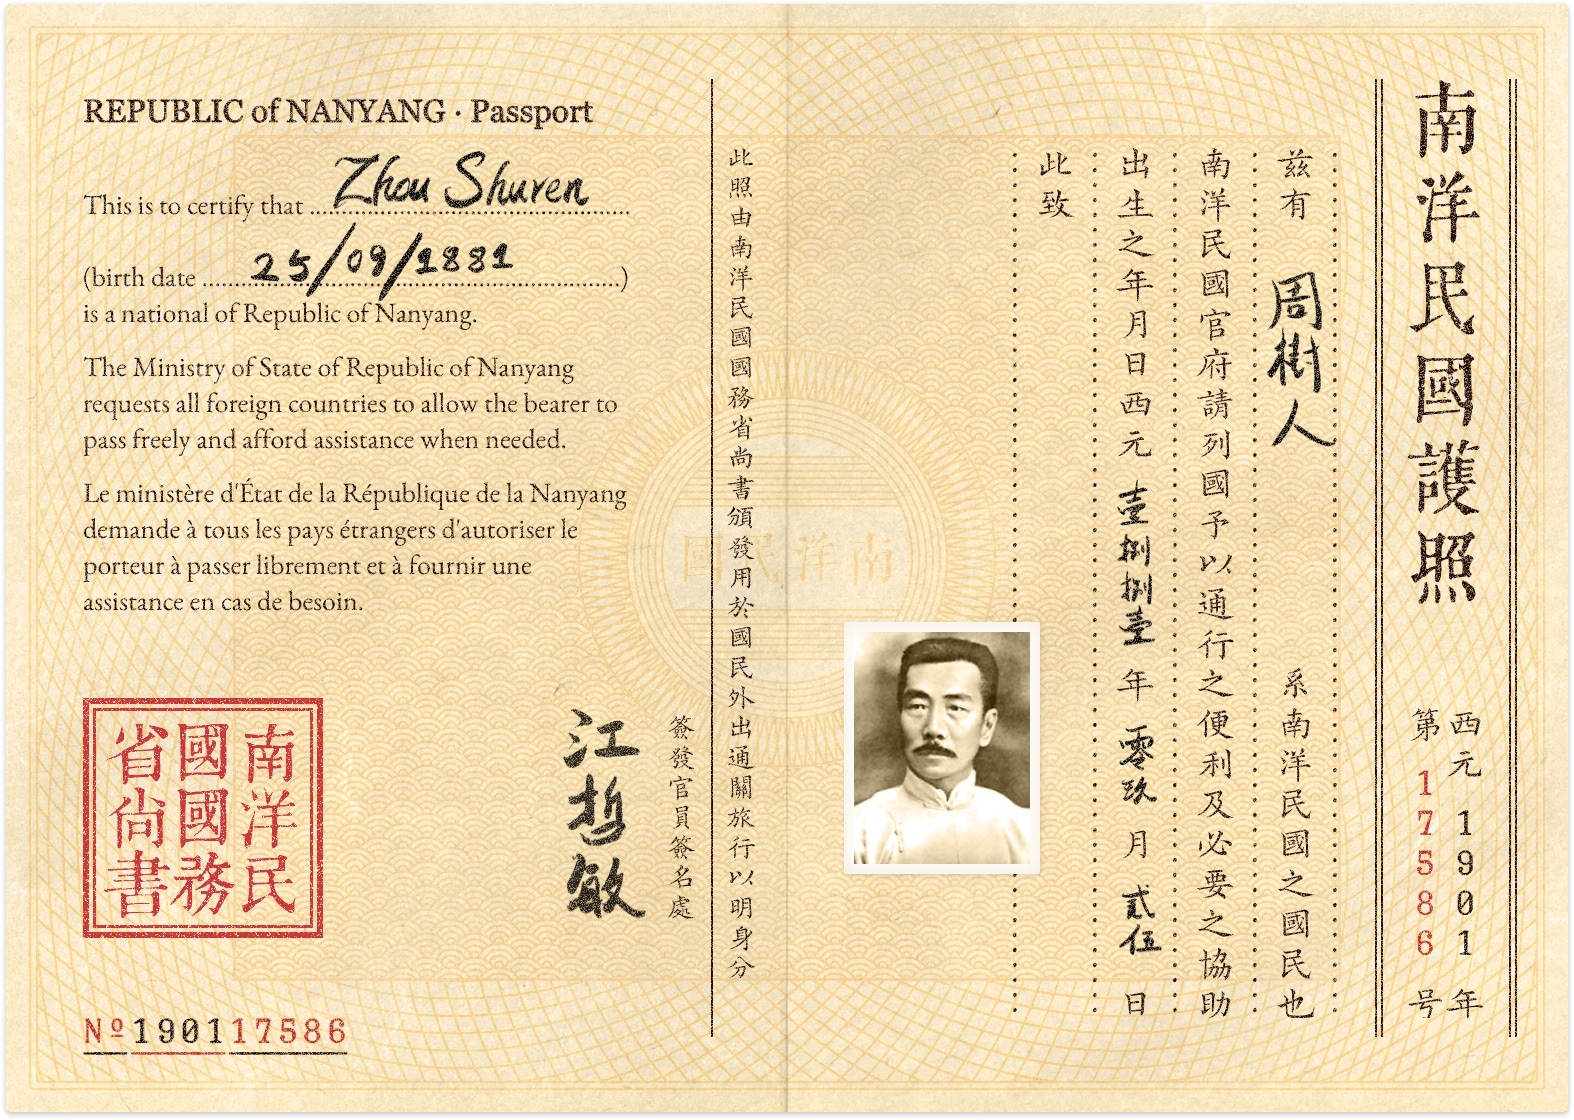 REPUBLIC of NANYANG · Passport
This is to certify that Zhou Shuren
(birth date 25/09/1881)
is a national of Republic of Nanyang.
The Ministry of State of Republic of Nanyang
requests all foreign countries to allow the bearer to
pass freely and afford assistance when needed.
Le ministère d'État de la République de la Nanyang
demande à tous les pays étrangers d'autoriser le
porteur à passer librement et à fournir une
assistance en cas de besoin.
南洋民
國國務
省尚書
Nº190117586
南洋民國護照
西元1901年
第17586号
兹有周樹人系南洋民國之國民也
南洋民國官府請列國予以通行之便利及必要之協助
出生之年月日西元壹捌捌壹年零玖月貳伍日
此致
南洋民國
此照由南洋民國國務省尚書頒發用於國民外出通關旅行以明身分
簽發官員簽名處
江哲敏